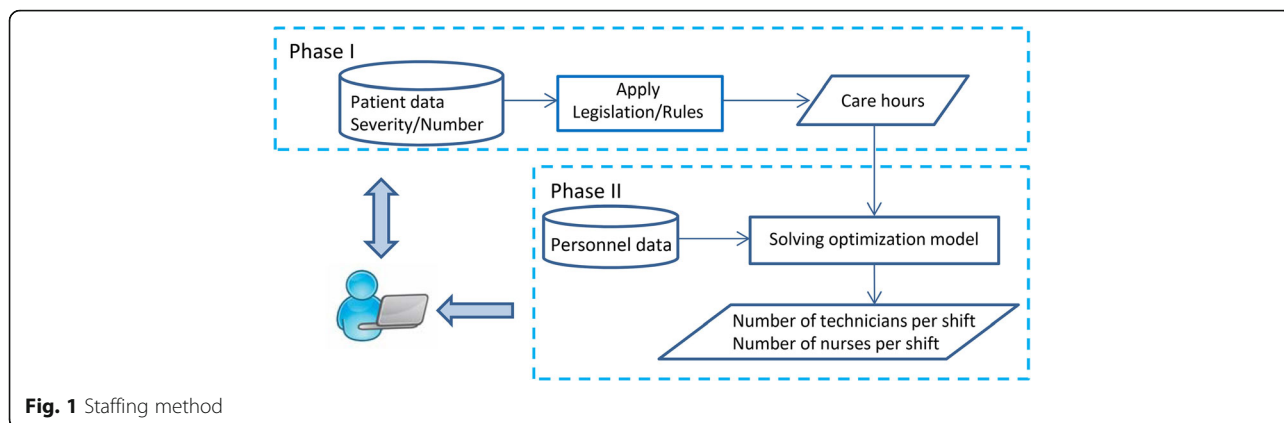 Phase I
Patient data
Severity/Number
Apply
Legislation/Rules
Care hours
Phase II
Personnel data
Solving optimization model
Number of technicians per shift
Number of nurses per shift
Fig. 1 Staffing method